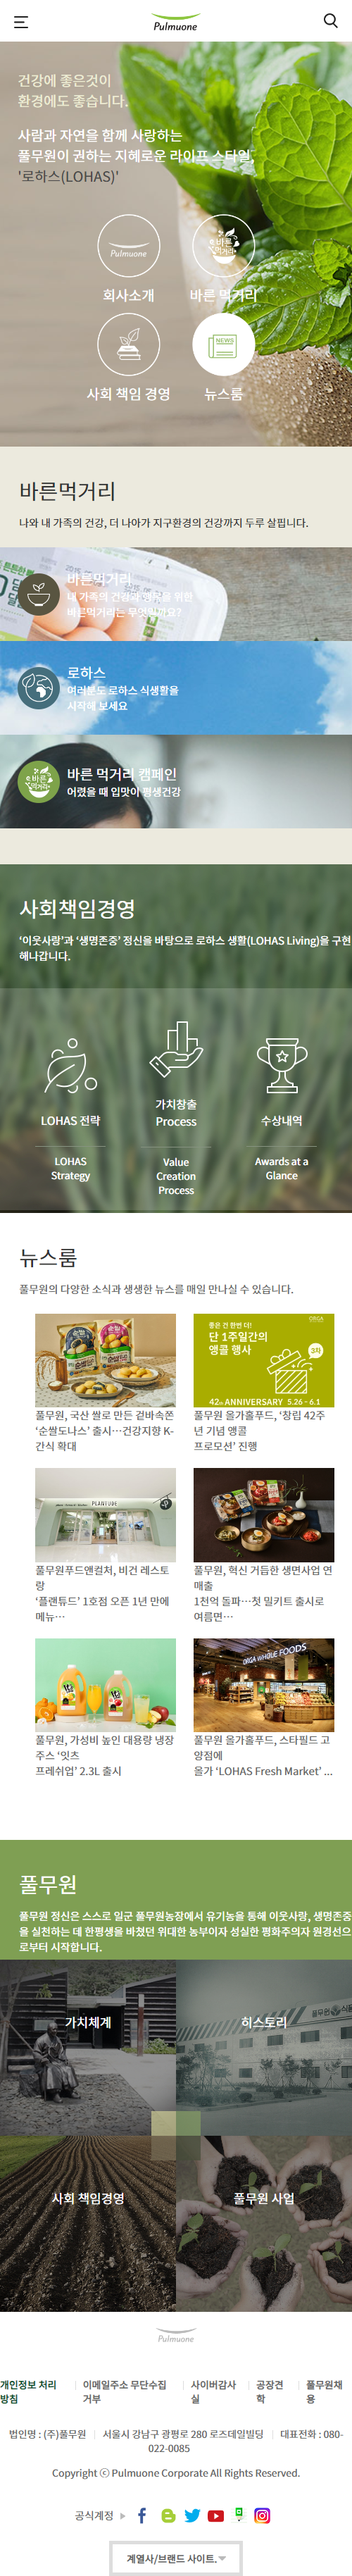 Pulmuone
건강에 좋은것이
환경에도 좋습니다.
사람과 자연을 함께 사랑하는
풀무원이 권하는 지혜로운 라이프 스타일,
'로하스(LOHAS)'
Pulmuone
바른
먹거리
회사소개
바른 먹거리
NEWS
사회 책임 경영
뉴스룸
바른먹거리
나와 내 가족의 건강, 더 나아가 지구환경의 건강까지 두루 살핍니다.
바른먹거리
내 가족의 건강과 행복을 위한
바른먹거리는 무엇일까요?
로하스
여러분도 로하스 식생활을
시작해 보세요
바른
먹거리
바른 먹거리 캠페인
어렸을 때 입맛이 평생건강
사회책임경영
‘이웃사랑’과 ‘생명존중’ 정신을 바탕으로 로하스 생활(LOHAS Living)을 구현
해나갑니다.
LOHAS 전략
LOHAS
Strategy
가치창출
Process
Value
Creation
Process
수상내역
Awards at a
Glance
뉴스룸
풀무원의 다양한 소식과 생생한 뉴스를 매일 만나실 수 있습니다.
풀무원, 국산 쌀로 만든 겉바속쫀
‘순쌀도나스’ 출시…건강지향 K-
간식 확대
ORGA
좋은 건 한번 더!
단 1주일간의
앵콜 행사
3차
42th ANNIVERSARY 5.26 - 6.1
풀무원 올가홀푸드, ‘창립 42주
년 기념 앵콜
프로모션’ 진행
PLANTUDE
풀무원푸드앤컬처, 비건 레스토
랑
‘플랜튜드’ 1호점 오픈 1년 만에
메뉴…
풀무원, 혁신 거듭한 생면사업 연
매출
1천억 돌파…첫 밀키트 출시로
여름면…
풀무원, 가성비 높인 대용량 냉장
주스 ‘잇츠
프레쉬업’ 2.3L 출시
ORGA WHOLE FOODS
풀무원 올가홀푸드, 스타필드 고
양점에
올가 ‘LOHAS Fresh Market’ ...
풀무원
풀무원 정신은 스스로 일군 풀무원농장에서 유기농을 통해 이웃사랑, 생명존중
을 실천하는 데 한평생을 바쳤던 위대한 농부이자 성실한 평화주의자 원경선으
로부터 시작합니다.
가치체계
히스토리
사회 책임경영
풀무원 사업
Pulmuone
개인정보 처리
방침
이메일주소 무단수집
거부
사이버감사
실
공장견
학
풀무원채
용
법인명 : (주)풀무원 서울시 강남구 광평로 280 로즈데일빌딩 대표전화 : 080-
022-0085
Copyright ⓒ Pulmuone Corporate All Rights Reserved.
공식계정
계열사/브랜드 사이트.